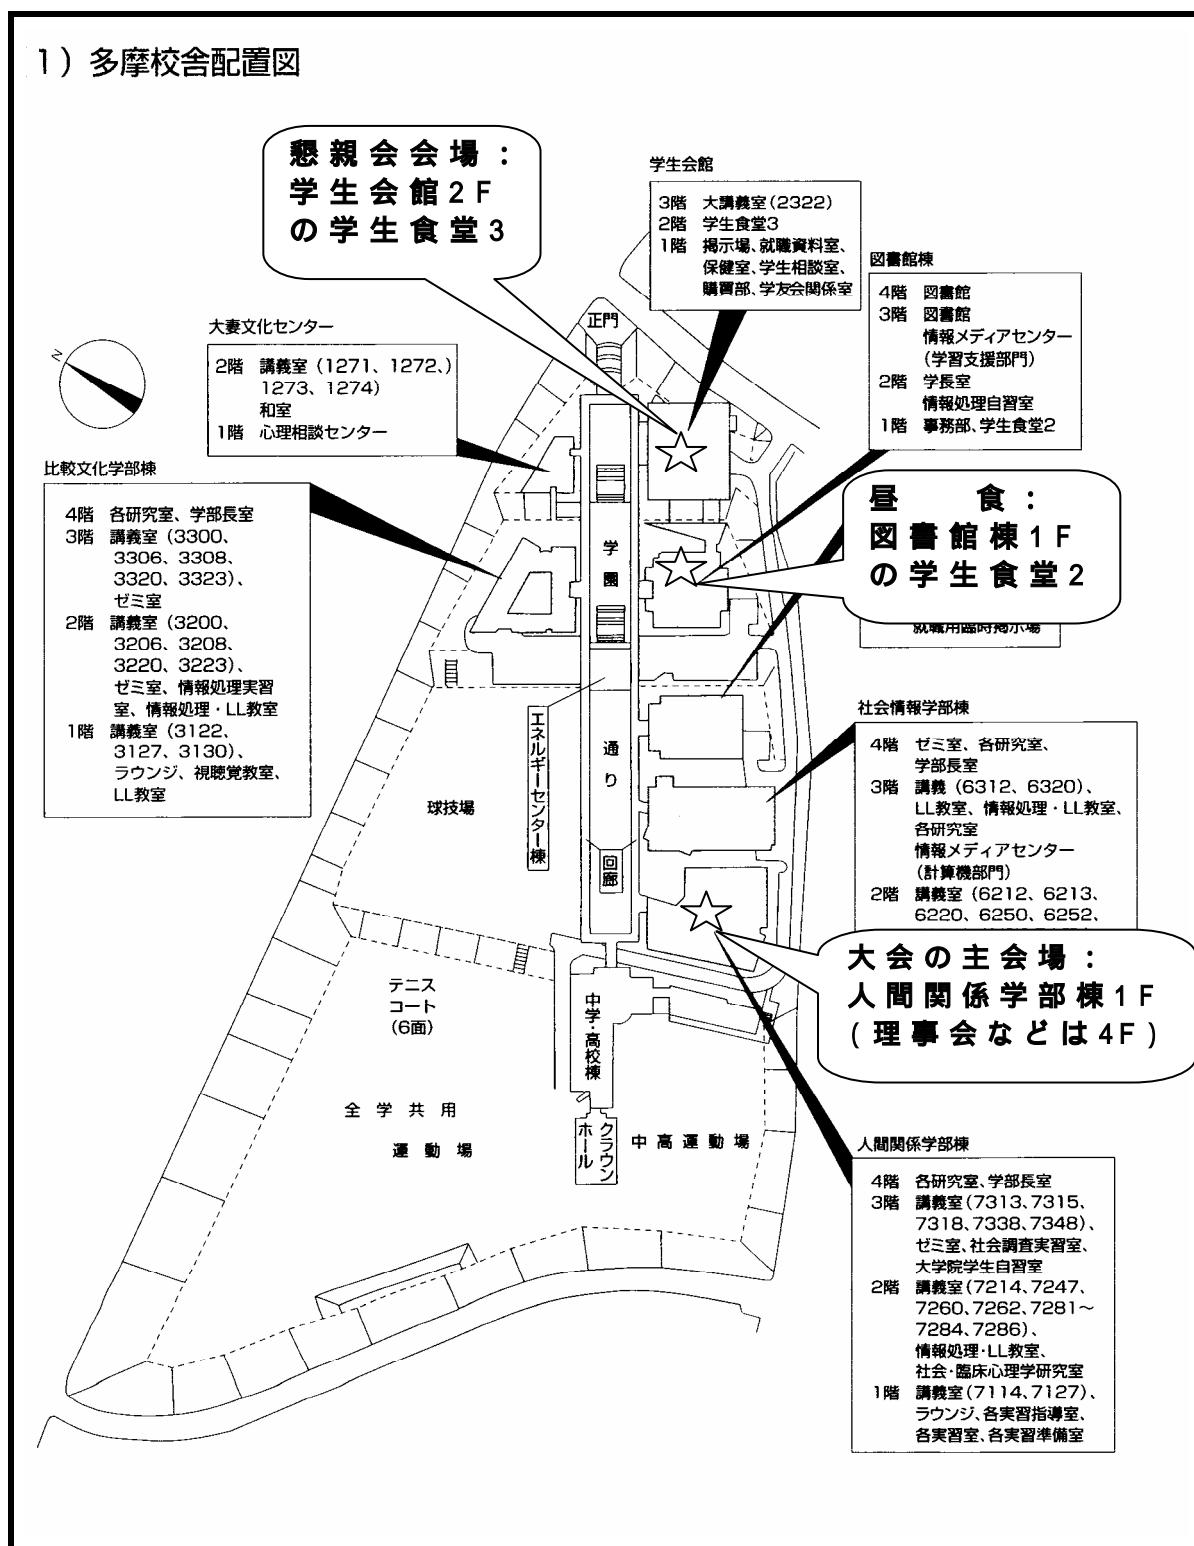 1）多摩校舎配置図
懇親会会場：
学生会館2F
の学生食堂3
学生会館
3階 大講義室(2322)
2階 学生食堂3
1階 掲示場、就職資料室、
保健室、学生相談室、
購買部、学友会関係室
図書館棟
4階 図書館
3階 図書館
情報メディアセンター
(学習支援部門)
2階 学長室
情報処理自習室
1階 事務部、学生食堂2
正門
大妻文化センター
2階 講義室 (1271、1272、)
1273、1274)
和室
1階 心理相談センター
N
比較文化学部棟
4階 各研究室、学部長室
3階 講義室 (3300、
3306、3308、
3320、3323)、
ゼミ室
2階 講義室 (3200、
3206、3208、
3220、3223)、
ゼミ室、情報処理実習
室、情報処理・LL教室
1階 講義室 (3122、
3127、3130)、
ラウンジ、視聴覚教室、
LL教室
昼食：
図書館棟1F
の学生食堂2
就職用臨時掲示場
学園通り
エネルギーセンター棟
回廊
球技場
社会情報学部棟
4階 ゼミ室、各研究室、
学部長室
3階 講義 (6312、6320)、
LL教室、情報処理・LL教室、
各研究室
情報メディアセンター
(計算機部門)
2階 講義室 (6212、6213、
6220、6250、6252、
大会の主会場：
人間関係学部棟1F
(理事会などは4F)
テニス
コート
(6面)
中学・高校棟
全学共用
運動場
クラウン
ホール
中高運動場
人間関係学部棟
4階 各研究室、学部長室
3階 講義室(7313、7315、
7318、7338、7348)、
ゼミ室、社会調査実習室、
大学院学生自習室
2階 講義室(7214、7247、
7260、7262、7281～
7284、7286)、
情報処理・LL教室、
社会・臨床心理学研究室
1階 講義室(7114、7127)、
ラウンジ、各実習指導室、
各実習室、各実習準備室